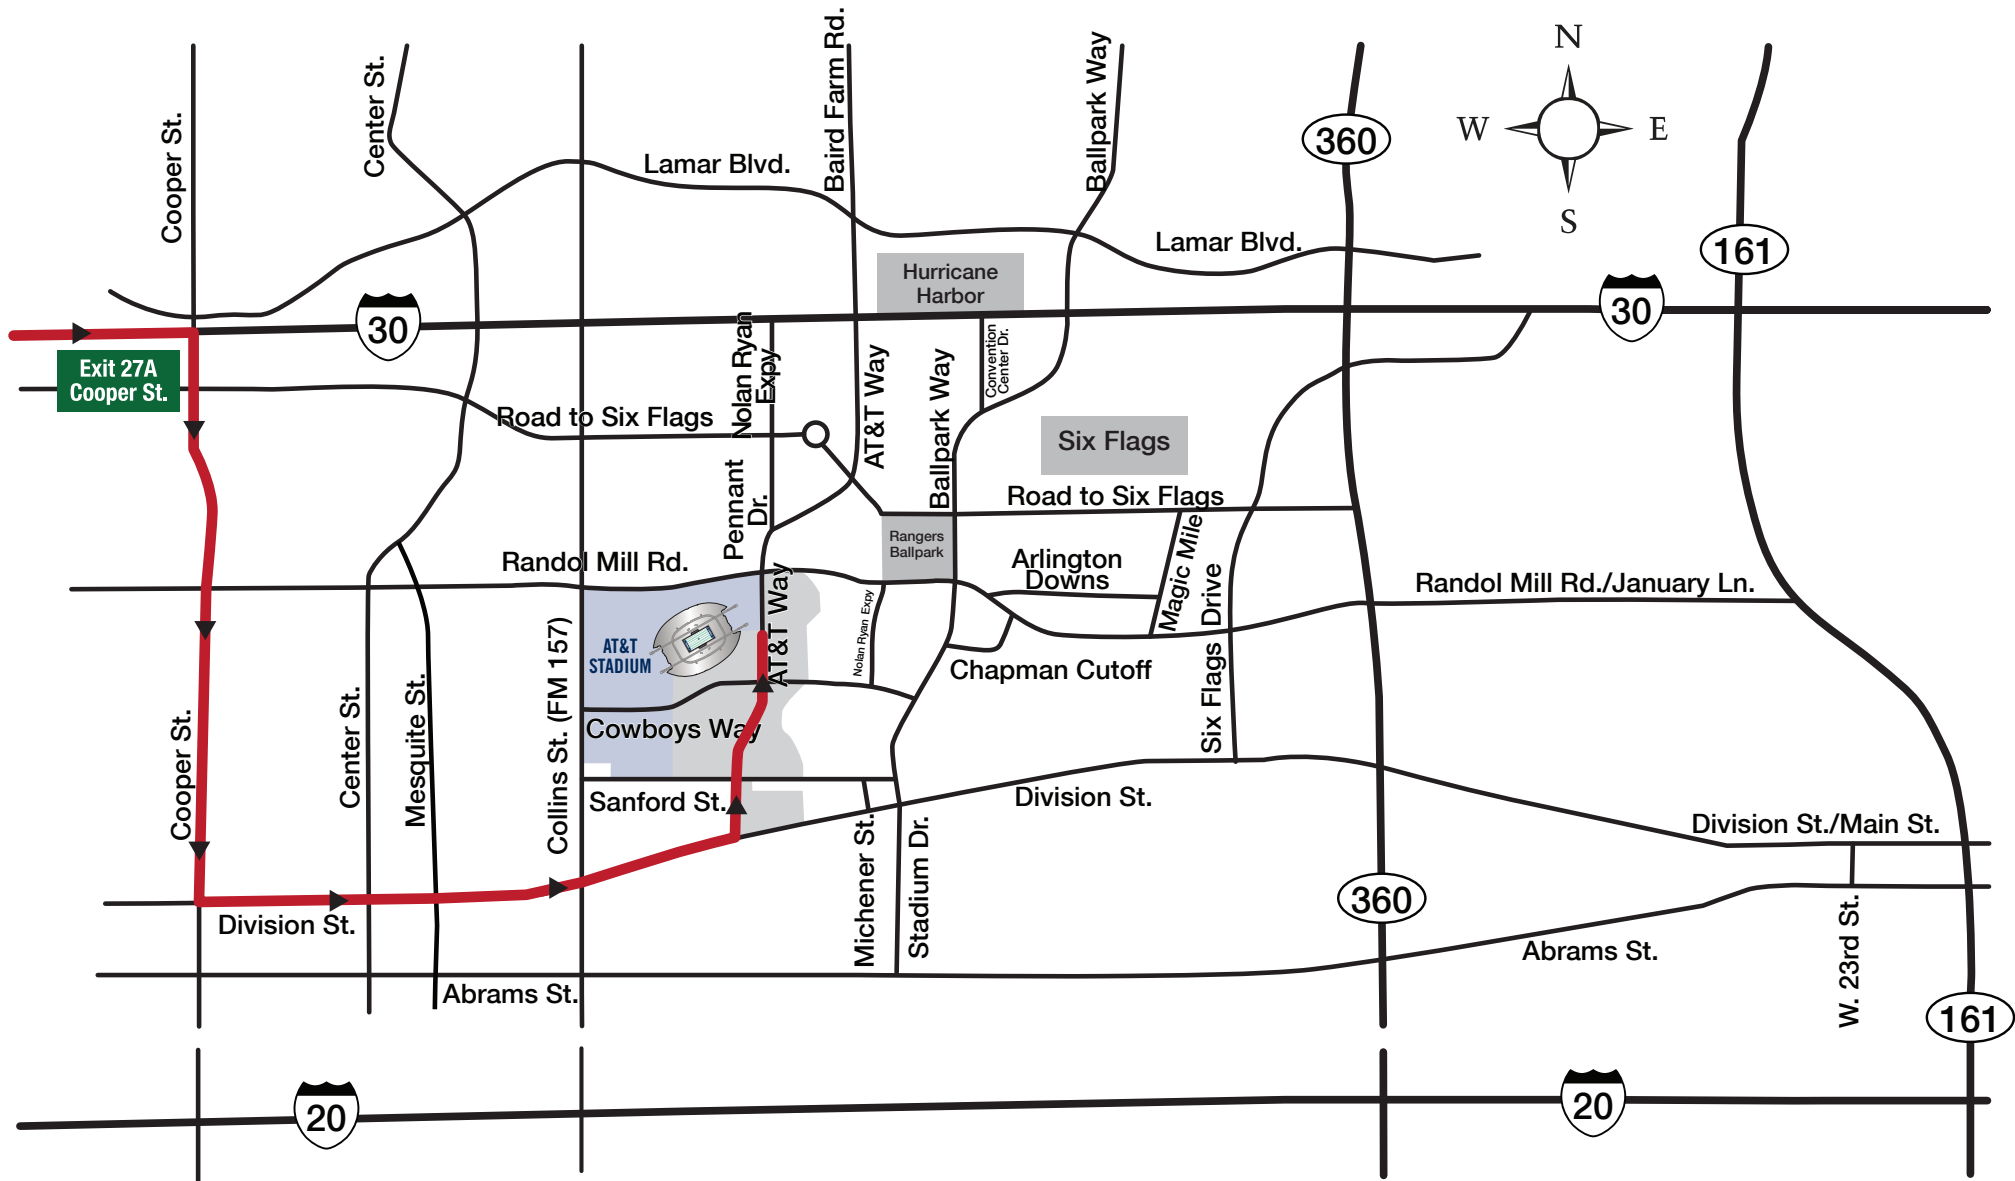 N
W
E
S
Cooper St.
Center St.
Baird Farm Rd.
Ballpark Way
360
161
Lamar Blvd.
Lamar Blvd.
Hurricane
Harbor
30
30
Exit 27A
Cooper St.
Nolan Ryan
Expy
Convention
Center Dr.
AT&T Way
Ballpark Way
Road to Six Flags
Six Flags
Pennant
Dr.
Road to Six Flags
Rangers
Ballpark
Magic Mile
Arlington
Downs
Randol Mill Rd.
Randol Mill Rd./January Ln.
AT&T
STADIUM
AT&T Way
Nolan Ryan Expy
Six Flags Drive
Chapman Cutoff
Cooper St.
Center St.
Mesquite St.
Collins St. (FM 157)
Cowboys Way
Sanford St.
Division St.
Division St./Main St.
Michener St.
Stadium Dr.
360
Division St.
Abrams St.
Abrams St.
W. 23rd St.
161
20
20